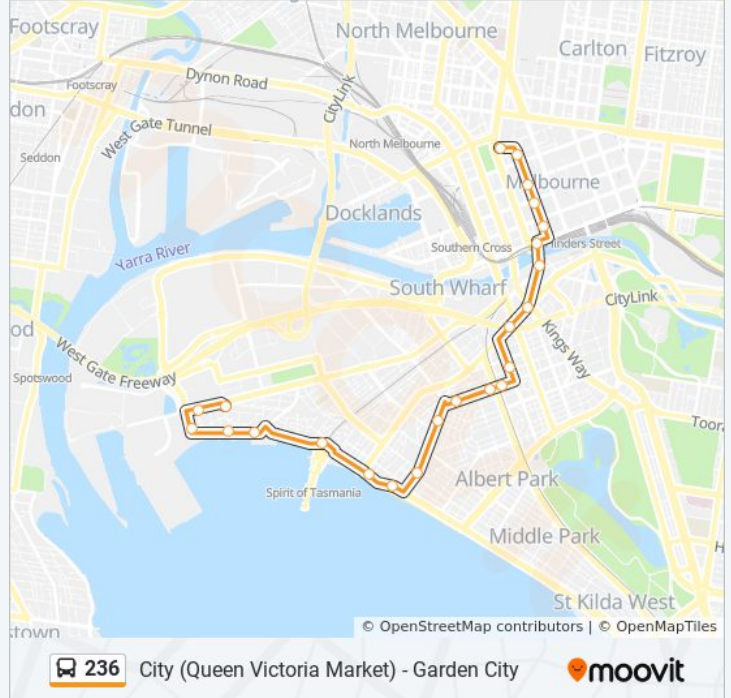 Footscray
North Melbourne
Carlton
Fitzroy
Dynon Road
Footscray
CityLink
don
West Gate Tunnel
North Melbourne
Seddon
Melbourne
Docklands
Southern Cross
Flinders Street
Yarra River
South Wharf
CityLink
od
Kings Way
West Gate Freeway
Spotswood
Toor
Albert Park
Spirit of Tasmania
Middle Park
H
St Kilda West
stown
© OpenStreetMap contributors | © OpenMapTiles
236 City (Queen Victoria Market) - Garden City
moovit